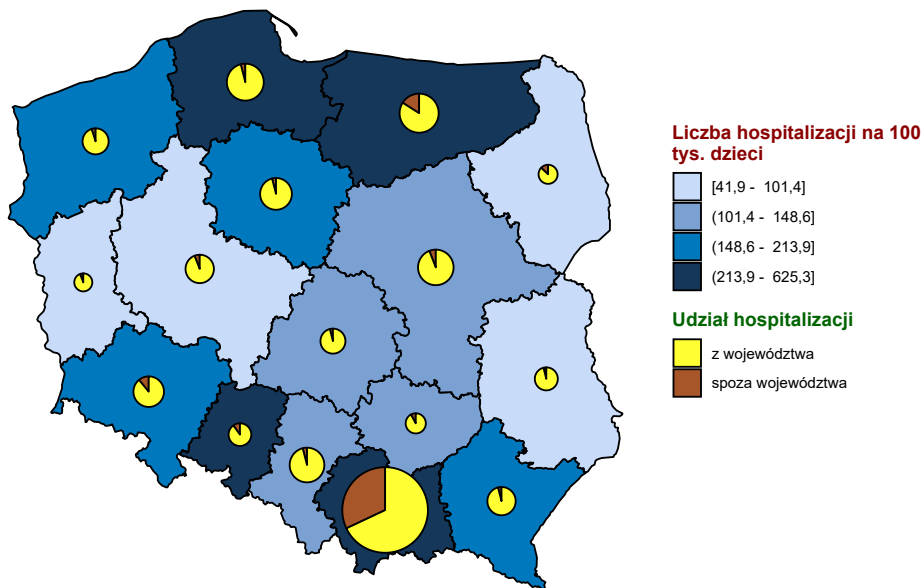 Liczba hospitalizacji na 100
tys. dzieci
[41,9 - 101,4]
(101,4 - 148,6]
(148,6 - 213,9]
(213,9 - 625,3]
Udział hospitalizacji
z województwa
spoza województwa